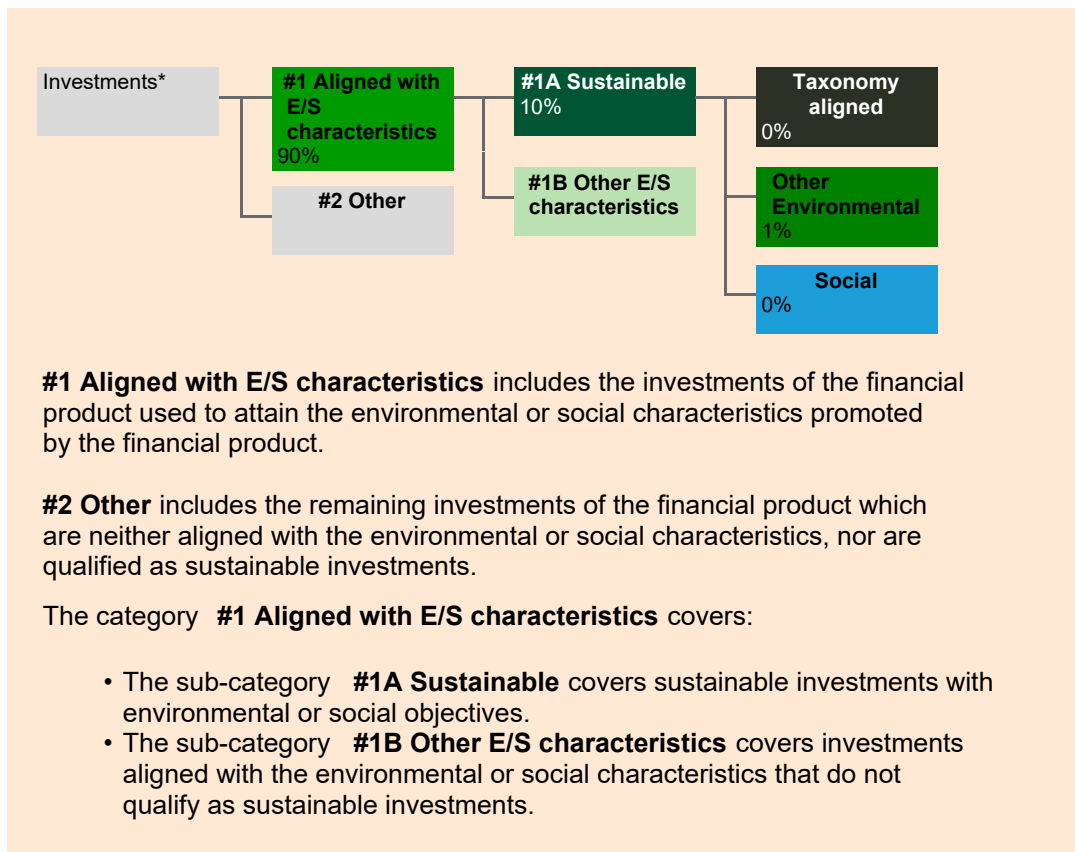 Investments*
#1 Aligned with
E/S
characteristics
90%
#2 Other
#1A Sustainable
10%
#1B Other E/S
characteristics
Taxonomy
aligned
0%
Other
Environmental
1%
Social
0%
#1 Aligned with E/S characteristics includes the investments of the financial
product used to attain the environmental or social characteristics promoted
by the financial product.
#2 Other includes the remaining investments of the financial product which
are neither aligned with the environmental or social characteristics, nor are
qualified as sustainable investments.
The category #1 Aligned with E/S characteristics covers:
• The sub-category #1A Sustainable covers sustainable investments with
environmental or social objectives.
• The sub-category #1B Other E/S characteristics covers investments
aligned with the environmental or social characteristics that do not
qualify as sustainable investments.